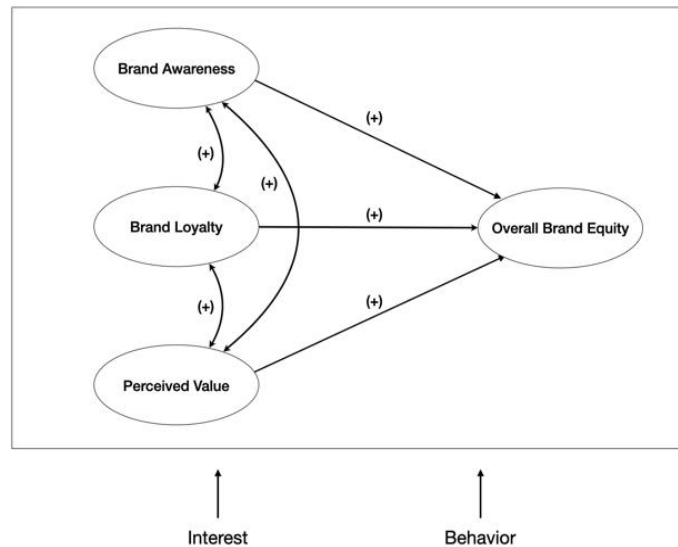 Brand Awareness
(+)
(+)
(+)
Brand Loyalty
(+)
Overall Brand Equity
(+)
(+)
Perceived Value
Interest
Behavior